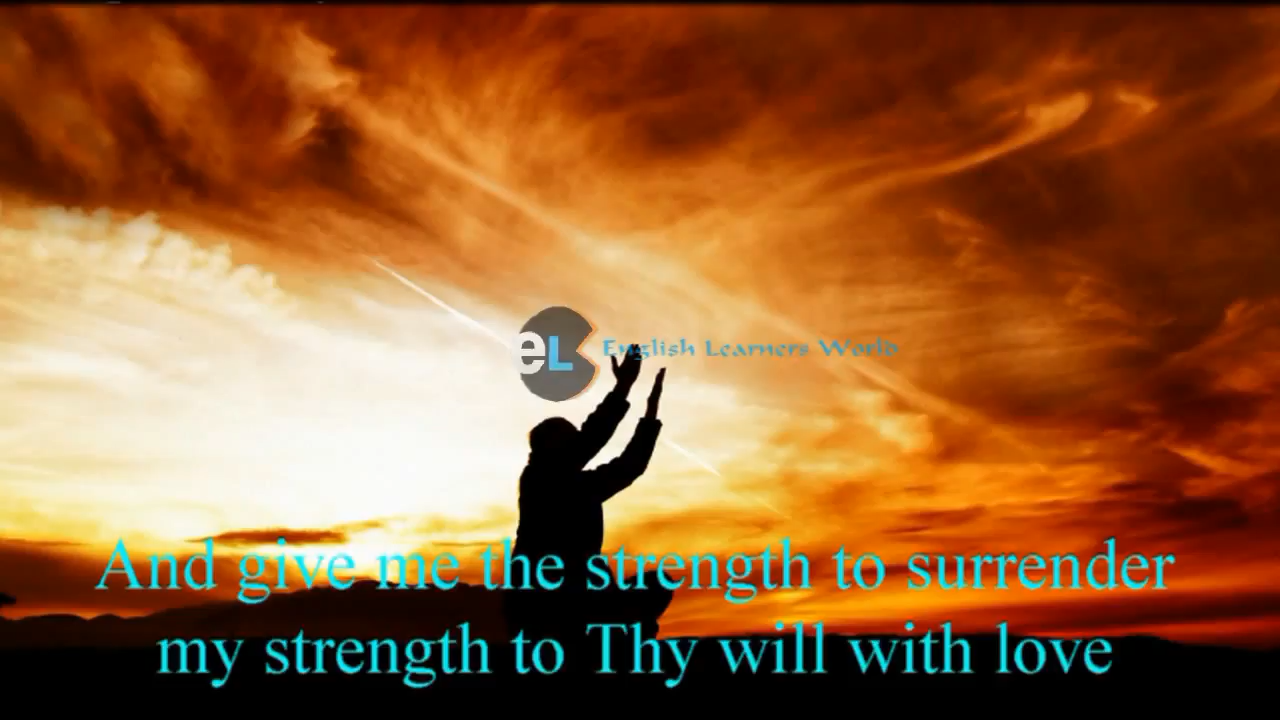 eL English Learners World
And give me the strength to surrender
my strength to Thy will with love